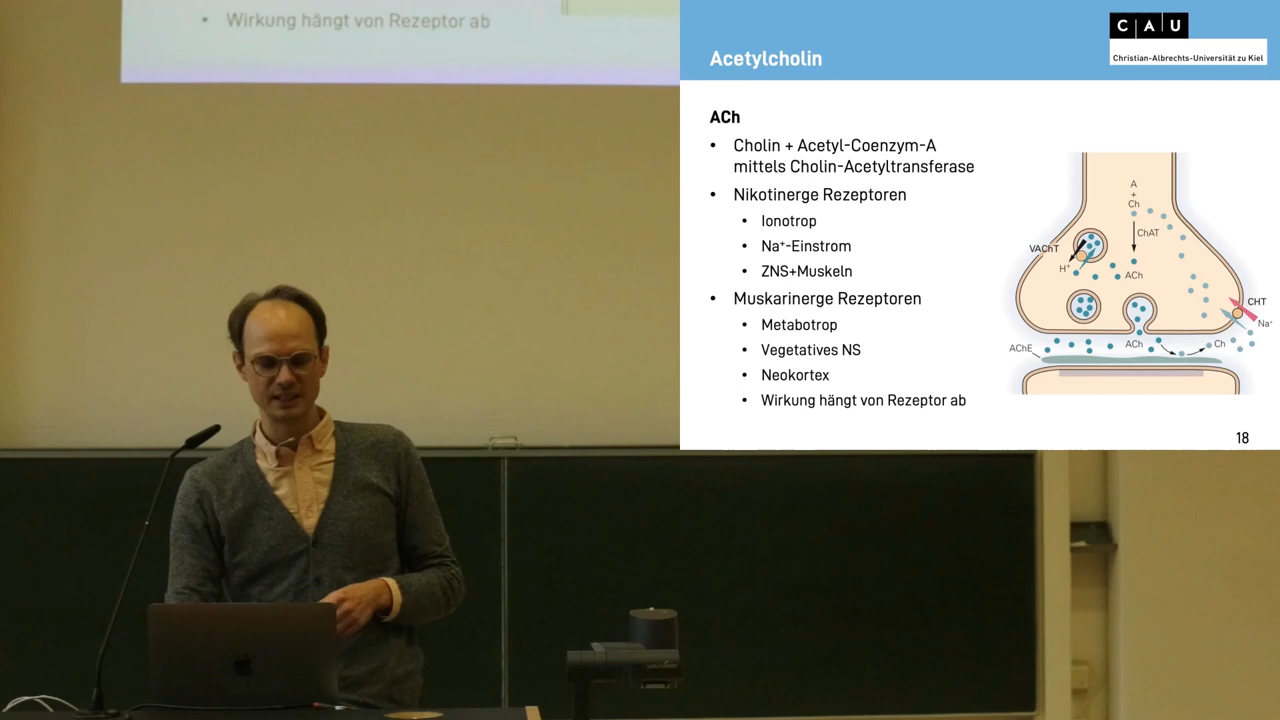 • Wirkung hängt von Rezeptor ab
Acetylcholin
C A U
Christian-Albrechts-Universität zu Kiel
ACh
• Cholin + Acetyl-Coenzym-A
mittels Cholin-Acetyltransferase
• Nikotinerge Rezeptoren
• Ionotrop
• Na⁺-Einstrom
• ZNS+Muskeln
• Muskarinerge Rezeptoren
• Metabotrop
• Vegetatives NS
• Neokortex
• Wirkung hängt von Rezeptor ab
A
+
Ch
ChAT
VAChT
H⁺
ACh
CHT
Na⁺
AChE
ACh
Ch
18